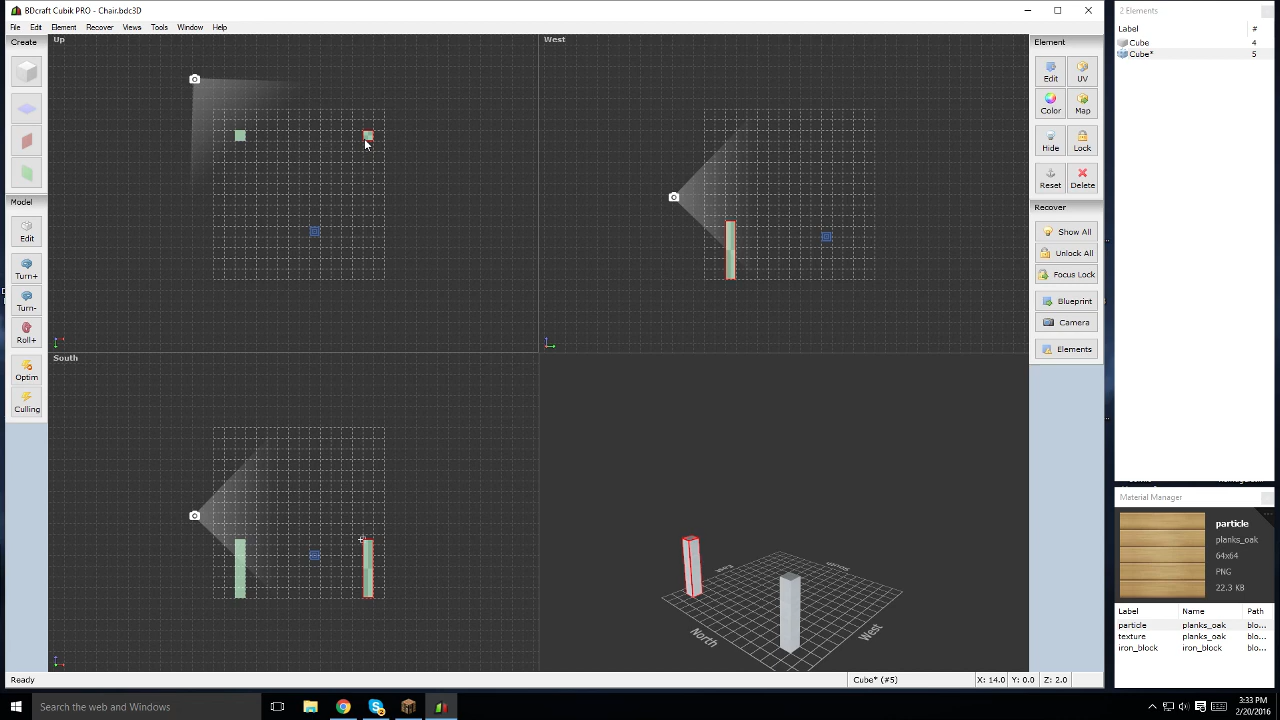 BDcraft Cubik PRO - Chair.bdc3D
File Edit Element Recover Views Tools Window Help
Create
Model
Edit
Turn+
Turn-
Roll+
Optim
Culling
Up
West
South
North
West
Element
Edit UV
Color Map
Hide Lock
Reset Delete
Recover
Show All
Unlock All
Focus Lock
Blueprint
Camera
Elements
2 Elements
Label #
Cube 4
Cube* 5
Material Manager
particle
planks_oak
64x64
PNG
22.3 KB
Label Name Path
particle planks_oak blo...
texture planks_oak blo...
iron_block iron_block blo...
Ready
Cube* (#5)
X: 14.0 Y: 0.0 Z: 2.0
Search the web and Windows
3:33 PM
2/20/2016